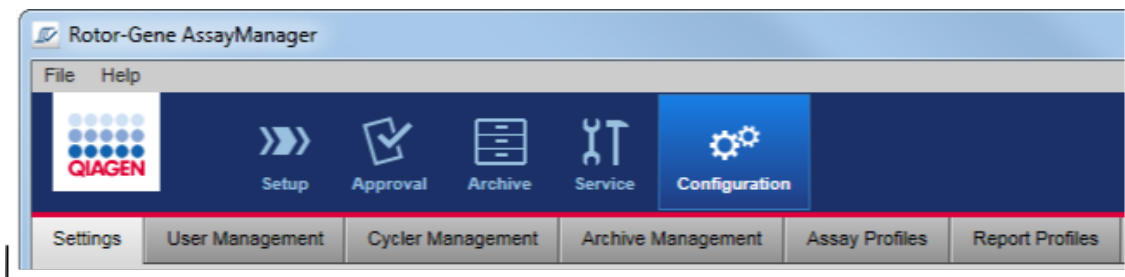 Rotor-Gene AssayManager
File Help
QIAGEN
Setup Approval Archive Service Configuration
Settings User Management Cycler Management Archive Management Assay Profiles Report Profiles